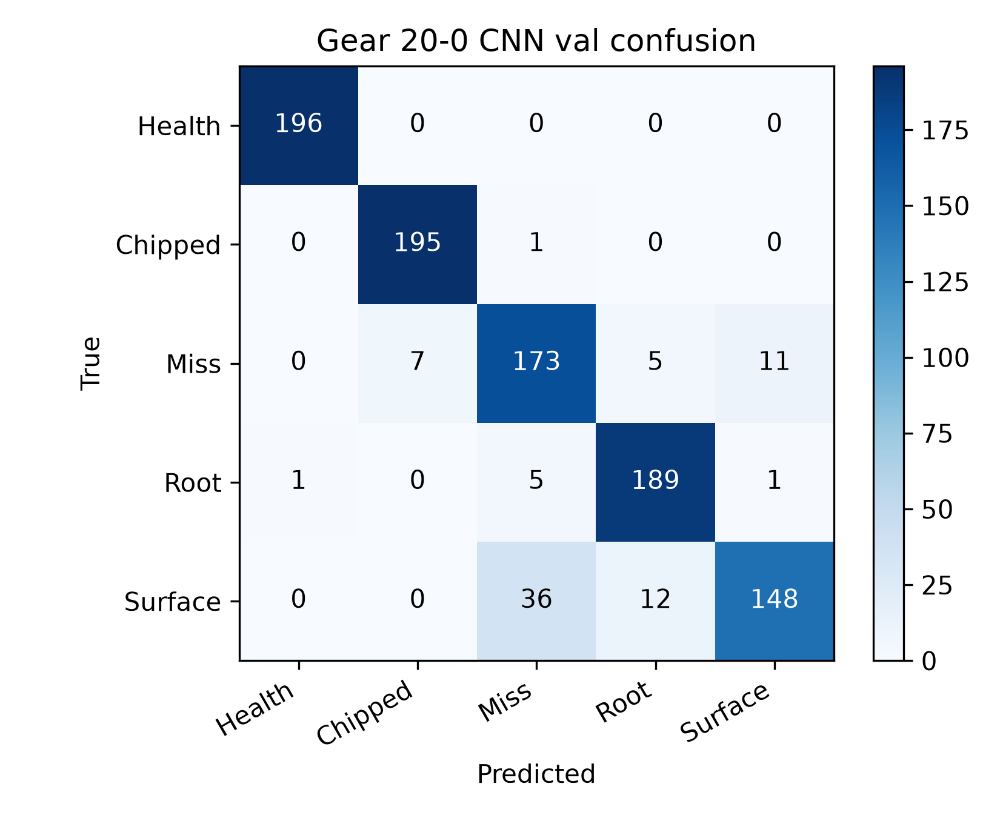 Gear 20-0 CNN val confusion
Health 196 0 0 0 0 175
150
Chipped 0 195 1 0 0 125
True
Miss 0 7 173 5 11 100
75
Root 1 0 5 189 1 50
25
Surface 0 0 36 12 148
0
Health Chipped Miss Root Surface
Predicted